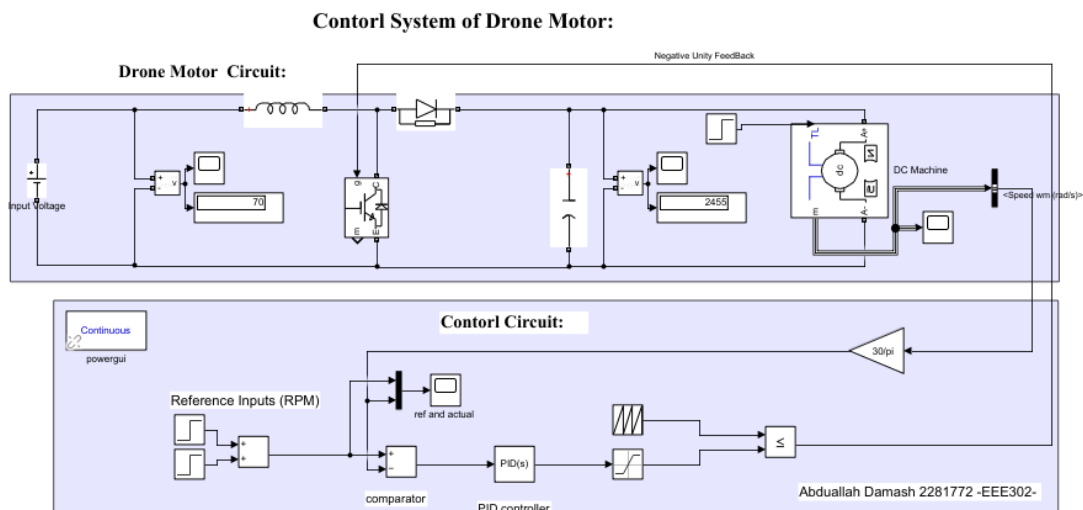 Contorl System of Drone Motor:
Negative Unity FeedBack
Drone Motor  Circuit:
+
Input Voltage
+
-
v
70
g
C
m
E
+
-
v
2455
TL
A+
dc
m
A-
DC Machine
<Speed wm (rad/s)>
Contorl Circuit:
Continuous
powergui
30/pi
Reference Inputs (RPM)
ref and actual
+
+
+
−
comparator
PID(s)
PID controller
≤
Abduallah Damash 2281772 -EEE302-